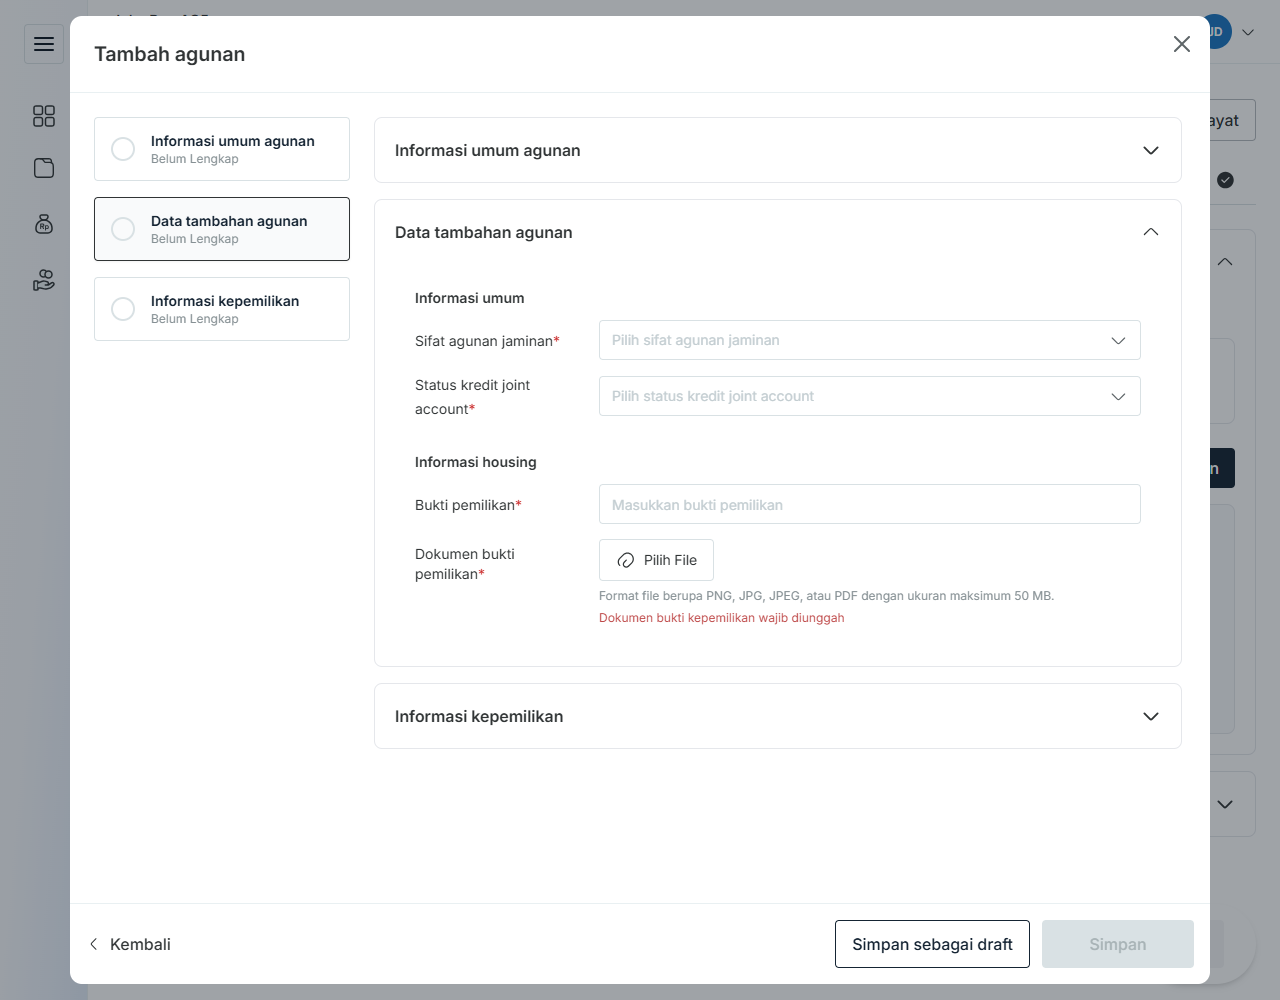 Tambah agunan
JD
ayat
Informasi umum agunan
Belum Lengkap
Data tambahan agunan
Belum Lengkap
Informasi kepemilikan
Belum Lengkap
Informasi umum agunan
Data tambahan agunan
Informasi umum
Sifat agunan jaminan*
Pilih sifat agunan jaminan
Status kredit joint
account*
Pilih status kredit joint account
Informasi housing
n
Bukti pemilikan*
Masukkan bukti pemilikan
Dokumen bukti
pemilikan*
Pilih File
Format file berupa PNG, JPG, JPEG, atau PDF dengan ukuran maksimum 50 MB.
Dokumen bukti kepemilikan wajib diunggah
Informasi kepemilikan
Kembali
Simpan sebagai draft
Simpan
Rp